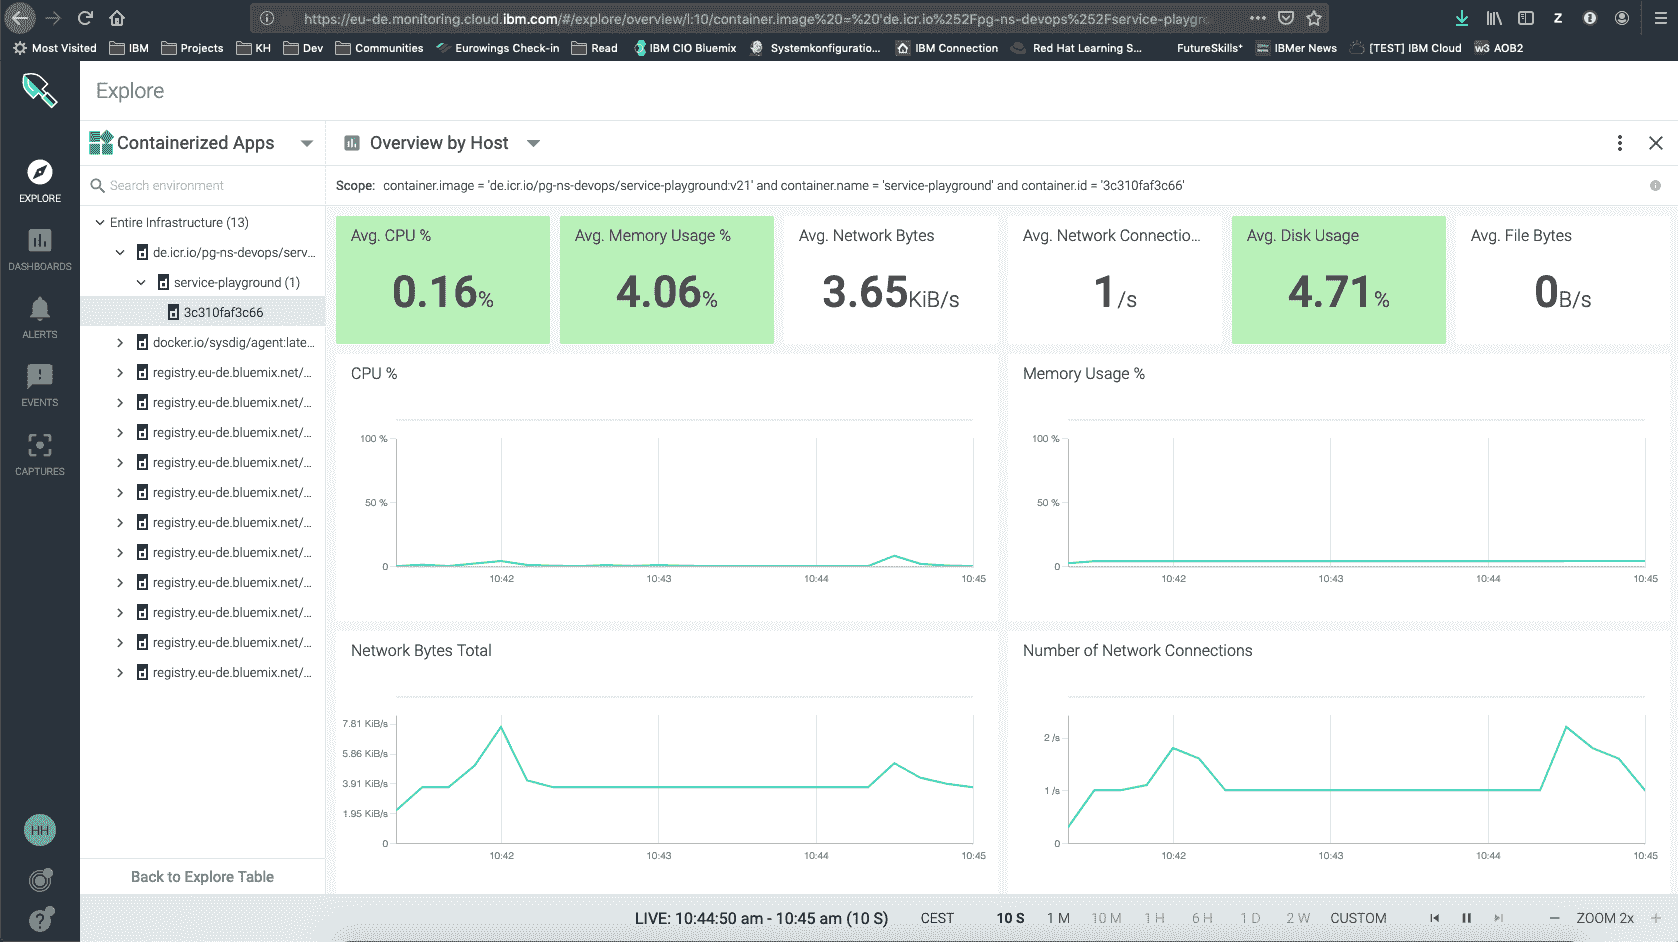 https://eu-de.monitoring.cloud.ibm.com/#/explore/overview/l:10/container.image%20=%20'de.icr.io%252Fpg-ns-devops%252Fservice-playgr
Most Visited IBM Projects KH Dev Communities Eurowings Check-in Read IBM CIO Bluemix Systemkonfiguratio... IBM Connection Red Hat Learning S... FutureSkills* IBMer News [TEST] IBM Cloud w3 AOB2
Explore
EXPLORE
DASHBOARDS
ALERTS
EVENTS
CAPTURES
HH
Containerized Apps
Search environment
Entire Infrastructure (13)
de.icr.io/pg-ns-devops/serv...
service-playground (1)
3c310faf3c66
docker.io/sysdig/agent:late...
registry.eu-de.bluemix.net/...
registry.eu-de.bluemix.net/...
registry.eu-de.bluemix.net/...
registry.eu-de.bluemix.net/...
registry.eu-de.bluemix.net/...
registry.eu-de.bluemix.net/...
registry.eu-de.bluemix.net/...
registry.eu-de.bluemix.net/...
registry.eu-de.bluemix.net/...
registry.eu-de.bluemix.net/...
registry.eu-de.bluemix.net/...
Back to Explore Table
Overview by Host
Scope: container.image = 'de.icr.io/pg-ns-devops/service-playground:v21' and container.name = 'service-playground' and container.id = '3c310faf3c66'
Avg. CPU %
0.16%
Avg. Memory Usage %
4.06%
Avg. Network Bytes
3.65KiB/s
Avg. Network Connectio...
1/s
Avg. Disk Usage
4.71%
Avg. File Bytes
0B/s
CPU %
100 %
50 %
0
10:42 10:43 10:44 10:45
Memory Usage %
100 %
50 %
0
10:42 10:43 10:44 10:45
Network Bytes Total
7.81 KiB/s
5.86 KiB/s
3.91 KiB/s
1.95 KiB/s
0
10:42 10:43 10:44 10:45
Number of Network Connections
2 /s
1 /s
0
10:42 10:43 10:44 10:45
LIVE: 10:44:50 am - 10:45 am (10 S) CEST 10 S 1 M 10 M 1 H 6 H 1 D 2 W CUSTOM ZOOM 2x